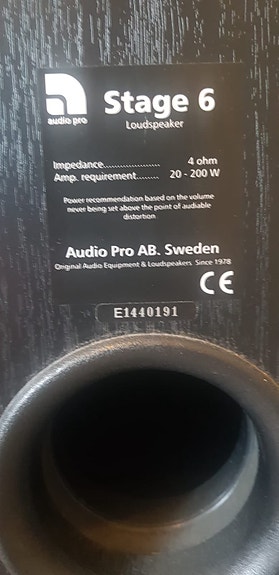 audio pro
Stage 6
Loudspeaker
Impedance.................... 4 ohm
Amp. requirement........ 20 - 200 W
Power recommendation based on the volume
never being set above the point of audiable
distortion
Audio Pro AB. Sweden
Original Audio Equipment & Loudspeakers. Since 1978
CE
E1440191